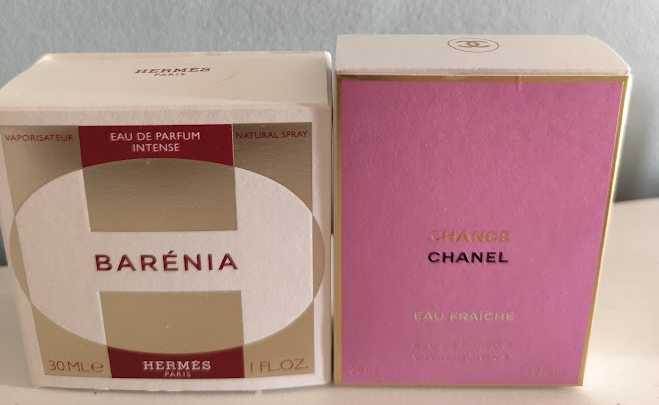 HERMÈS
PARIS
VAPORISATEUR
EAU DE PARFUM
INTENSE
NATURAL SPRAY
BARÉNIA
30 MLe
HERMÈS
PARIS
1 FL.OZ.
CHANCE
CHANEL
EAU FRAÎCHE
EAU DE PARFUM